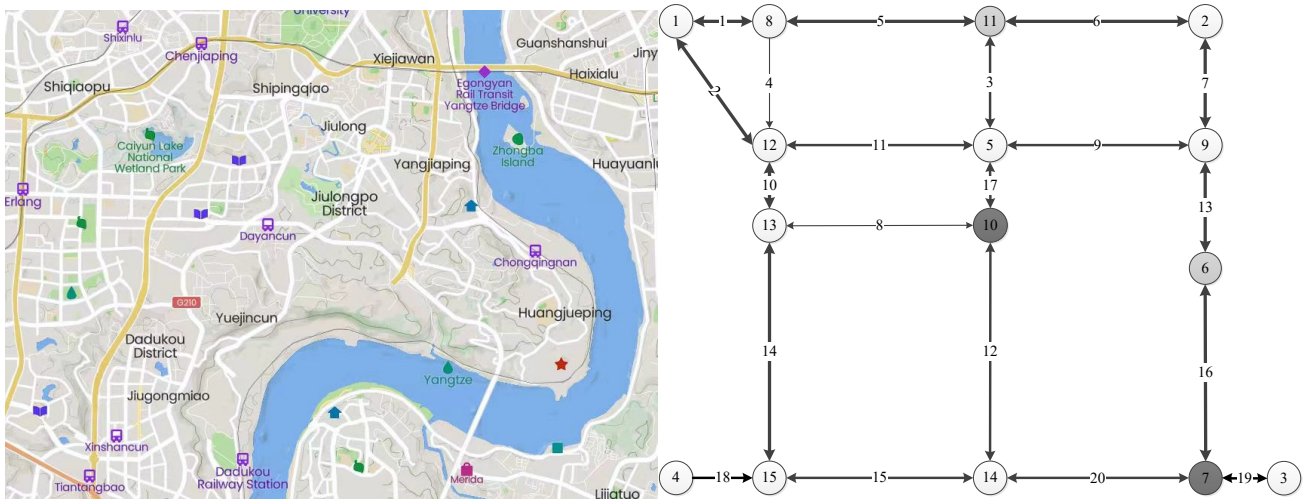 University
Shixinlu
Chenjiaping
Xiejiawan
Guanshanshui
Jiny
Haixialu
Shiqiaopu
Shipingqiao
Egongyan
Rail Transit
Yangtze Bridge
Jiulong
Caiyun Lake
National
Wetland Park
Yangjiaping
Zhongba
Island
Huayuanlu
Erlang
Jiulongpo
District
Dayancun
Chongqingnan
G210
Yuejincun
Huangjueping
Dadukou
District
Yangtze
Jiugongmiao
Xinshancun
Dadukou
Railway Station
Tiantangbao
Merida
Lijiatuo
1 1 8 5 11 6 2
2 4 3 7
12 11 5 9 9
10 17 13
13 8 10
6
14 12 16
4 18 15 15 14 20 7 19 3